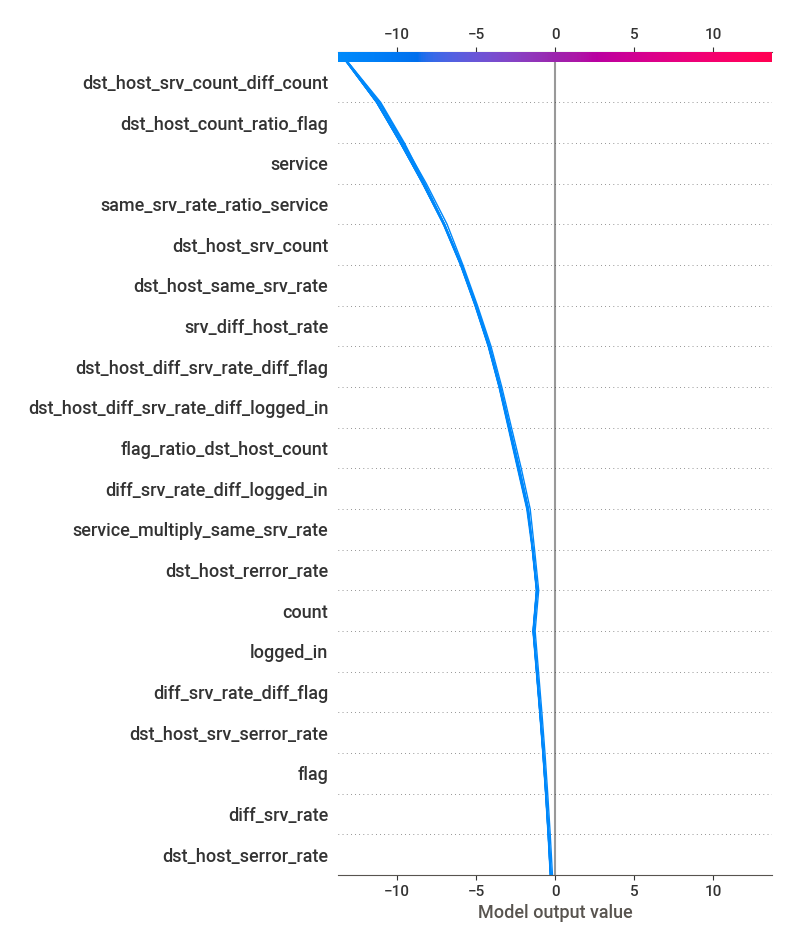 −10 −5 0 5 10
dst_host_srv_count_diff_count
dst_host_count_ratio_flag
service
same_srv_rate_ratio_service
dst_host_srv_count
dst_host_same_srv_rate
srv_diff_host_rate
dst_host_diff_srv_rate_diff_flag
dst_host_diff_srv_rate_diff_logged_in
flag_ratio_dst_host_count
diff_srv_rate_diff_logged_in
service_multiply_same_srv_rate
dst_host_rerror_rate
count
logged_in
diff_srv_rate_diff_flag
dst_host_srv_serror_rate
flag
diff_srv_rate
dst_host_serror_rate
−10 −5 0 5 10
Model output value